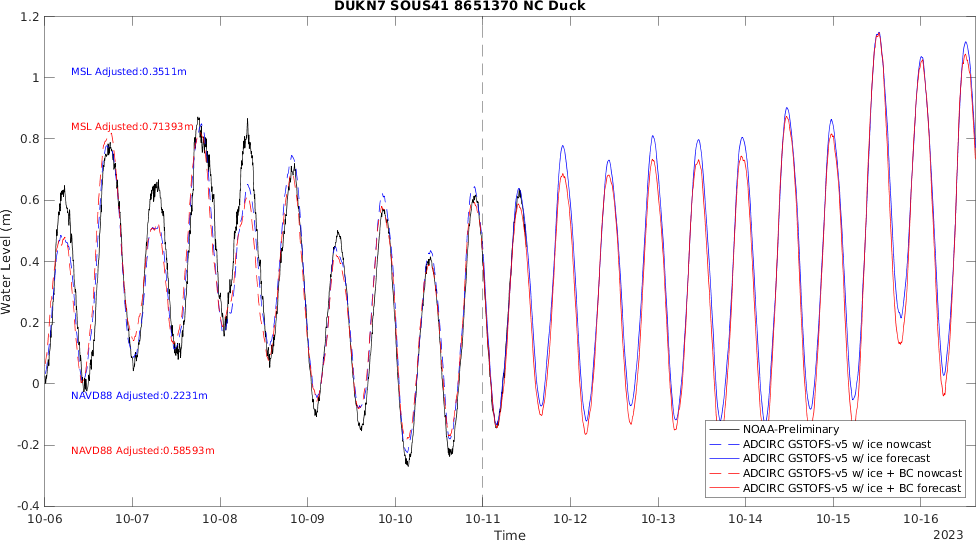 DUKN7 SOUS41 8651370 NC Duck
1.2
1
0.8
0.6
0.4
0.2
0
-0.2
-0.4
Water Level (m)
MSL Adjusted:0.3511m
MSL Adjusted:0.71393m
NAVD88 Adjusted:0.2231m
NAVD88 Adjusted:0.58593m
NOAA-Preliminary
ADCIRC GSTOFS-v5 w/ ice nowcast
ADCIRC GSTOFS-v5 w/ ice forecast
ADCIRC GSTOFS-v5 w/ ice + BC nowcast
ADCIRC GSTOFS-v5 w/ ice + BC forecast
10-06 10-07 10-08 10-09 10-10 10-11 10-12 10-13 10-14 10-15 10-16
Time
2023